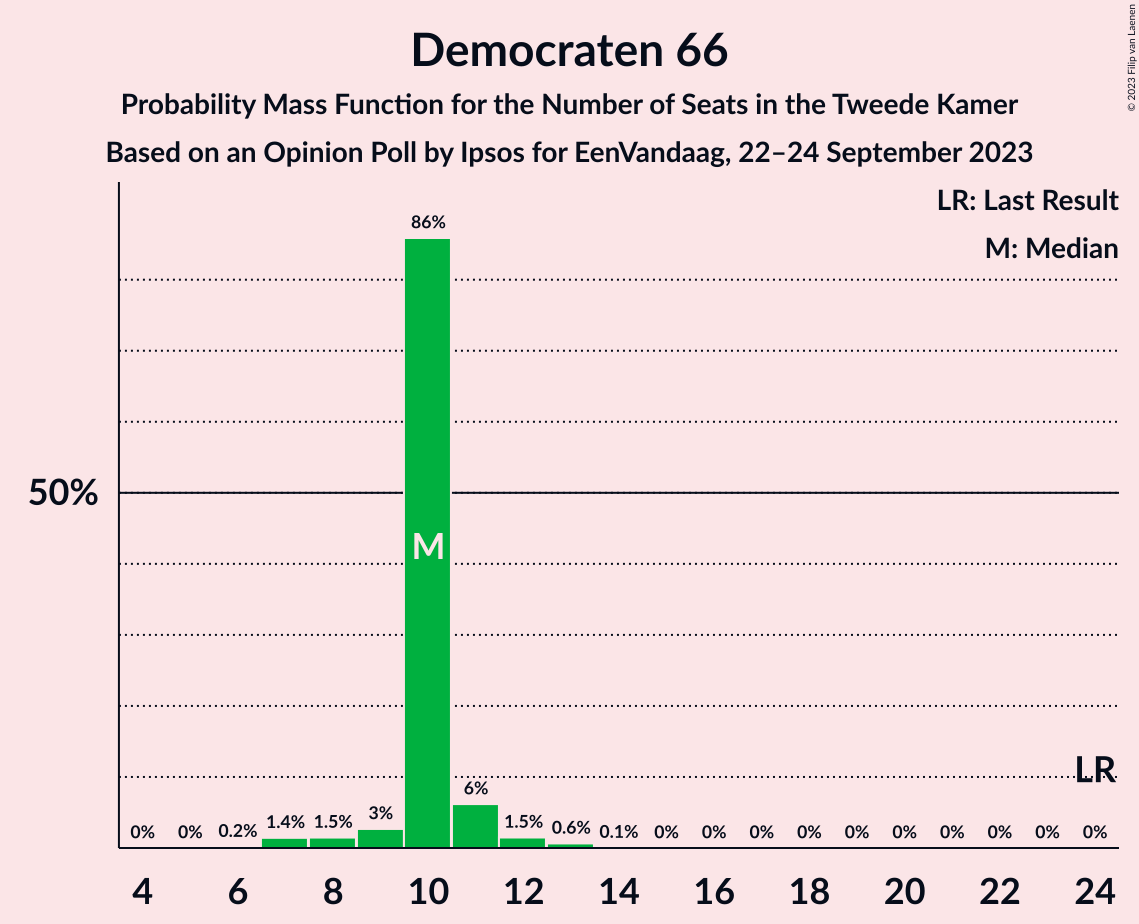 Democraten 66
Probability Mass Function for the Number of Seats in the Tweede Kamer
Based on an Opinion Poll by Ipsos for EenVandaag, 22–24 September 2023
© 2023 Filip van Laenen
LR: Last Result
M: Median
86%
50%
M
LR
0% 0% 0.2% 1.4% 1.5% 3% 6% 1.5% 0.6% 0.1% 0% 0% 0% 0% 0% 0% 0% 0% 0% 0%
4 6 8 10 12 14 16 18 20 22 24